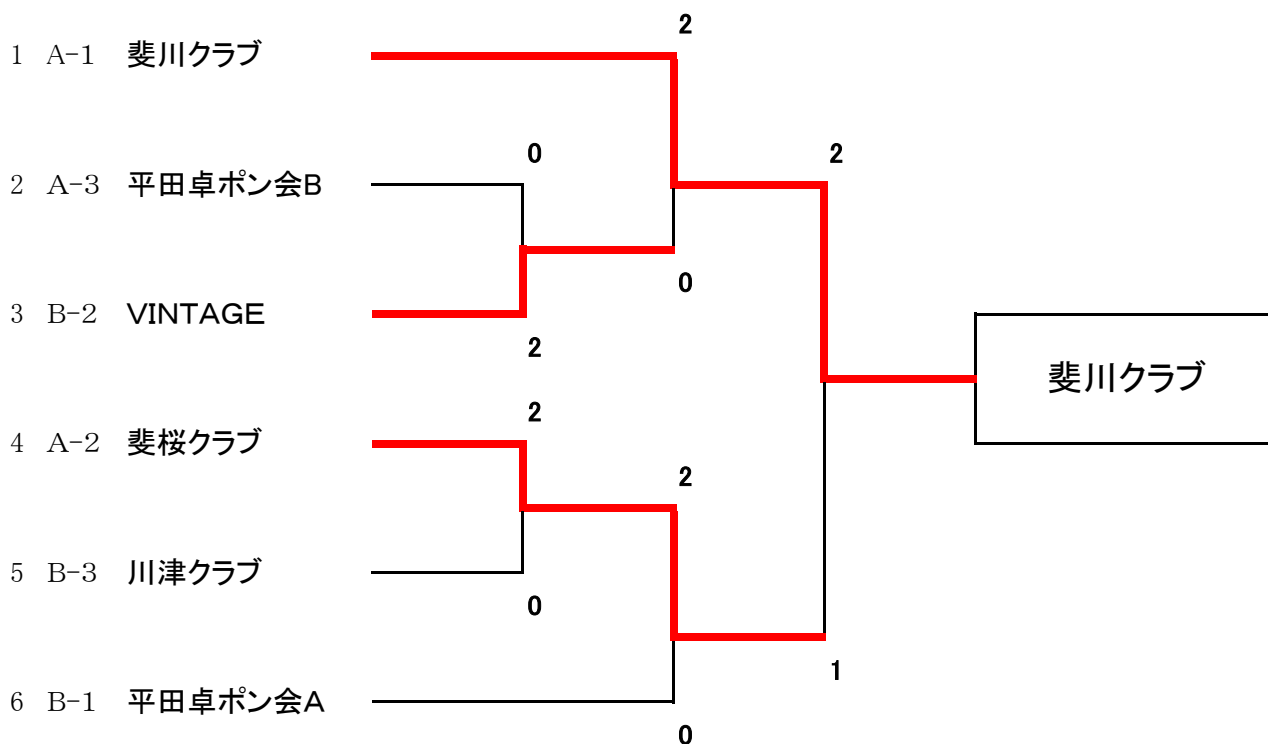 2
1 A-1 斐川クラブ
0
2
2 A-3 平田卓ポン会B
0
3 B-2 VINTAGE
2
斐川クラブ
2
4 A-2 斐桜クラブ
2
5 B-3 川津クラブ
0
1
6 B-1 平田卓ポン会A
0